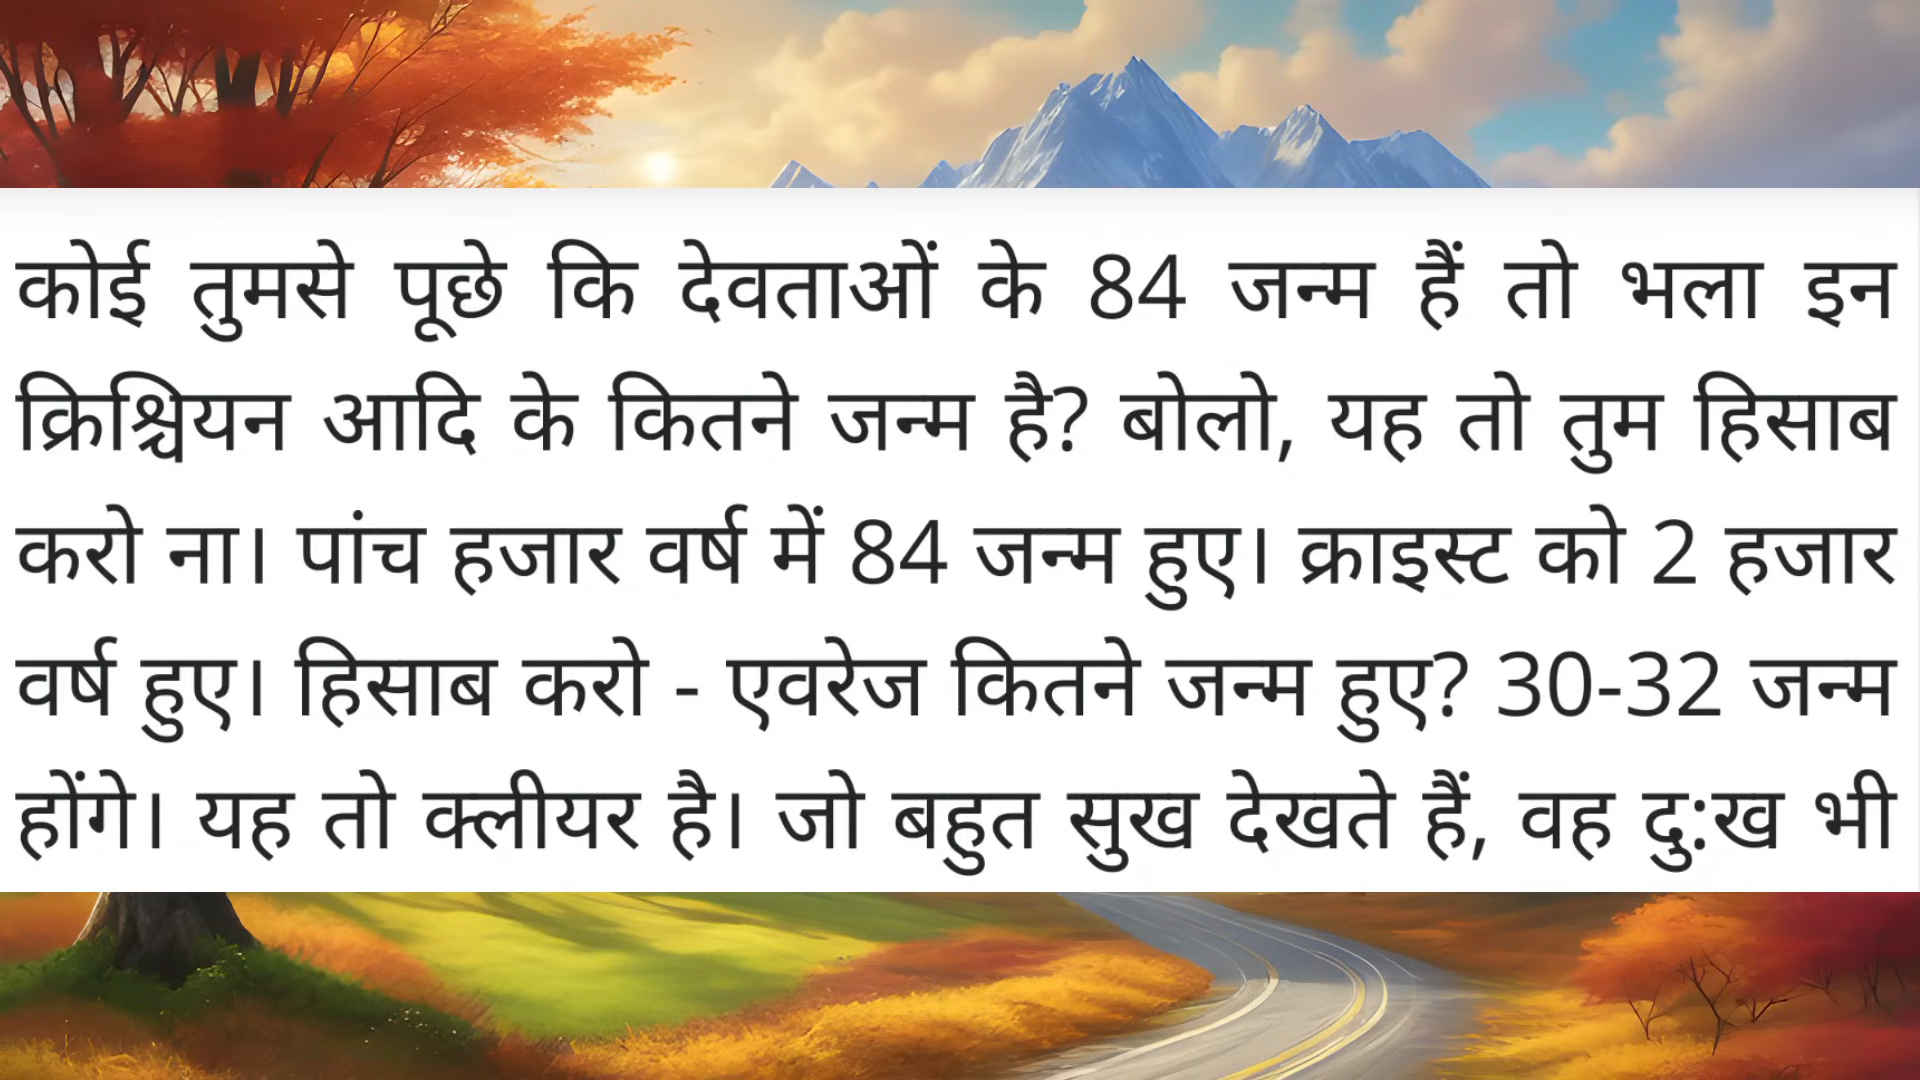 कोई तुमसे पूछे कि देवताओं के 84 जन्म हैं तो भला इन
क्रिश्चियन आदि के कितने जन्म है? बोलो, यह तो तुम हिसाब
करो ना। पांच हजार वर्ष में 84 जन्म हुए। क्राइस्ट को 2 हजार
वर्ष हुए। हिसाब करो - एवरेज कितने जन्म हुए? 30-32 जन्म
होंगे। यह तो क्लीयर है। जो बहुत सुख देखते हैं, वह दु:ख भी